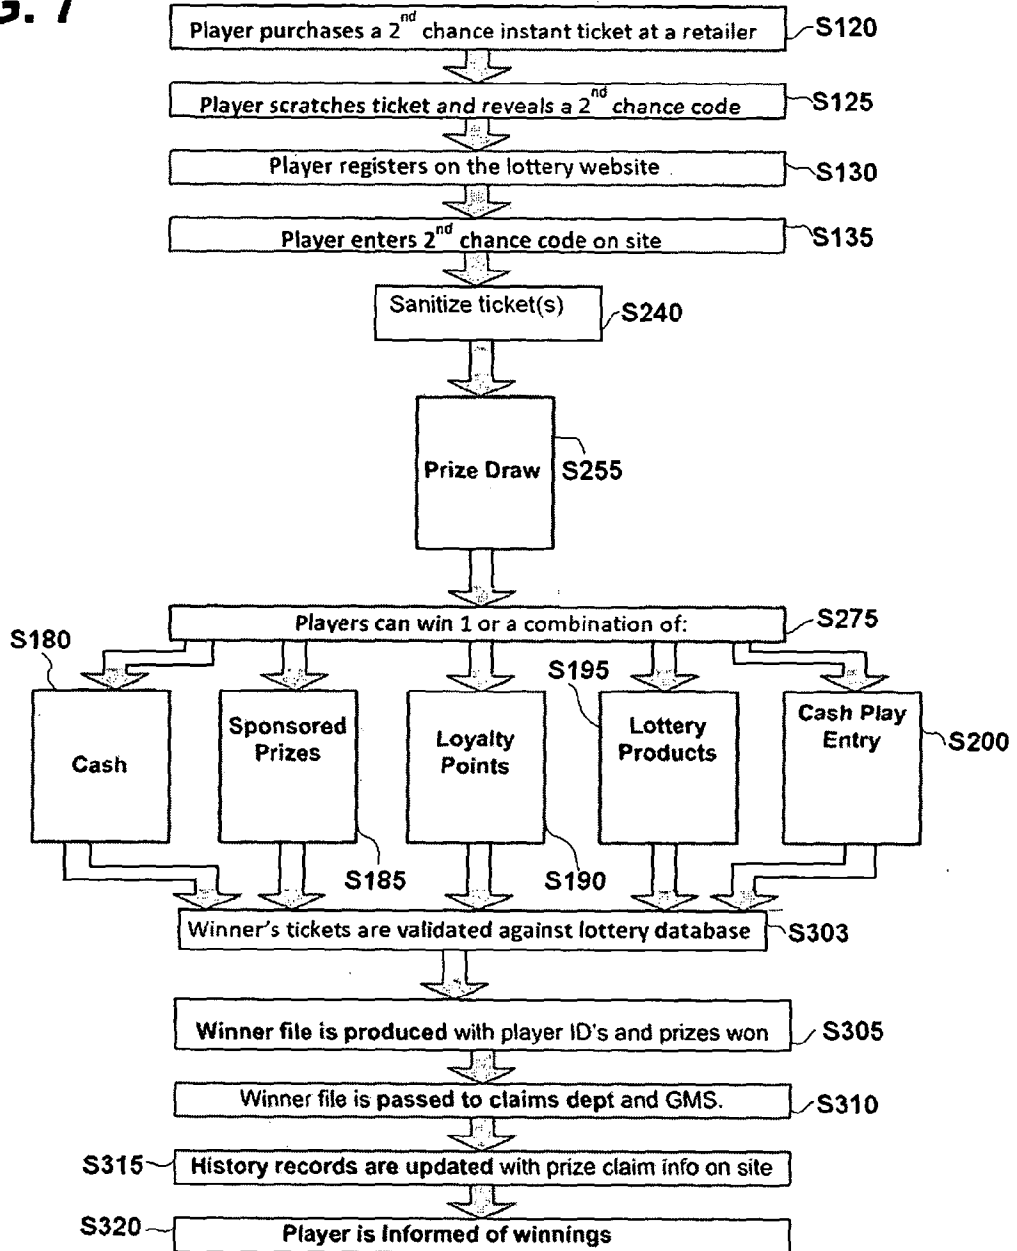 G. 7
Player purchases a 2nd chance instant ticket at a retailer S120
Player scratches ticket and reveals a 2nd chance code S125
Player registers on the lottery website S130
Player enters 2nd chance code on site S135
Sanitize ticket(s) S240
Prize Draw S255
Players can win 1 or a combination of: S275
S180
Cash
Sponsored
Prizes
S185
Loyalty
Points
S190
S195
Lottery
Products
Cash Play
Entry
S200
Winner's tickets are validated against lottery database S303
Winner file is produced with player ID's and prizes won S305
Winner file is passed to claims dept and GMS. S310
S315 History records are updated with prize claim info on site
S320 Player is Informed of winnings